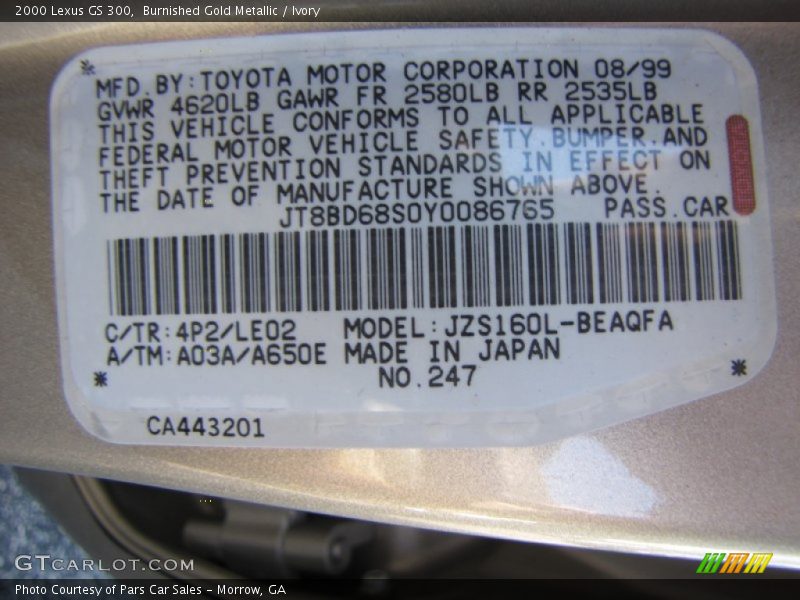 2000 Lexus GS 300,  Burnished Gold Metallic / Ivory
MFD.BY:TOYOTA MOTOR CORPORATION 08/99
GVWR 4620LB GAWR FR 2580LB RR 2535LB
THIS VEHICLE CONFORMS TO ALL APPLICABLE
FEDERAL MOTOR VEHICLE SAFETY.BUMPER.AND
THEFT PREVENTION STANDARDS IN EFFECT ON
THE DATE OF MANUFACTURE SHOWN ABOVE.
JT8BD68S0Y0086765 PASS.CAR
C/TR:4P2/LE02 MODEL:JZS160L-BEAQFA
A/TM:A03A/A650E MADE IN JAPAN
NO.247
CA443201
GTCARLOT.COM
Photo Courtesy of Pars Car Sales - Morrow, GA